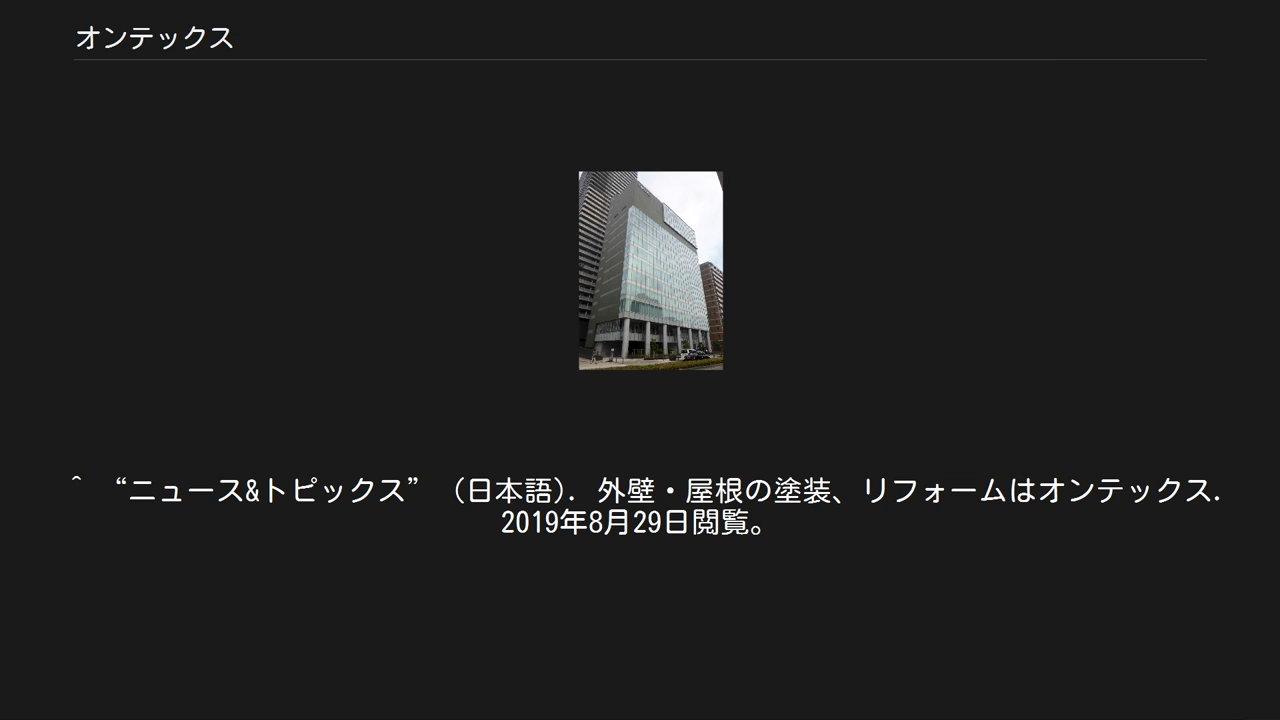 オンテックス
^ “ニュース&トピックス” (日本語). 外壁・屋根の塗装、リフォームはオンテックス.
2019年8月29日閲覧。